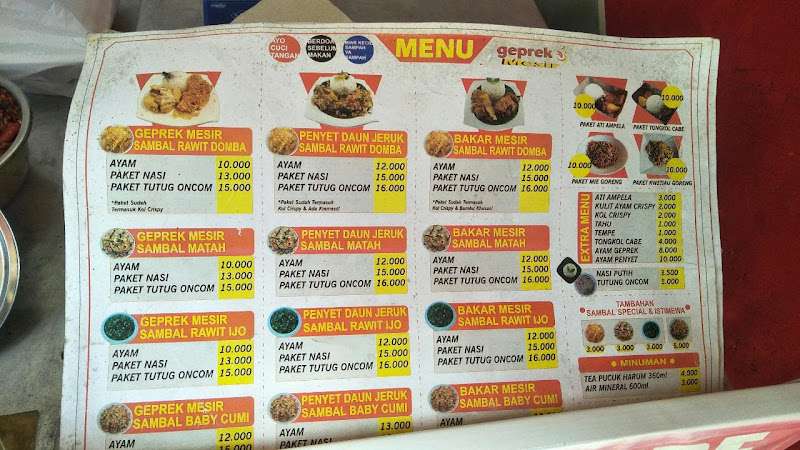 AYO
CUCI
TANGAN
BERDOA
SEBELUM
MAKAN
SAMPAH
YA
SAMPAH
MENU
geprek
Mesir
GEPREK MESIR
SAMBAL RAWIT DOMBA
AYAM 10.000
PAKET NASI 13.000
PAKET TUTUG ONCOM 15.000
*Paket Sudah
Termasuk Kol Crispy
GEPREK MESIR
SAMBAL MATAH
AYAM 10.000
PAKET NASI 13.000
PAKET TUTUG ONCOM 15.000
GEPREK MESIR
SAMBAL RAWIT IJO
AYAM 10.000
PAKET NASI 13.000
PAKET TUTUG ONCOM 15.000
GEPREK MESIR
SAMBAL BABY CUMI
AYAM 12.000
15.000
PENYET DAUN JERUK
SAMBAL RAWIT DOMBA
AYAM 12.000
PAKET NASI 15.000
PAKET TUTUG ONCOM 16.000
*Paket Sudah Termasuk
Kol Crispy & Ada Kremesi!
PENYET DAUN JERUK
SAMBAL MATAH
AYAM 12.000
PAKET NASI 15.000
PAKET TUTUG ONCOM 16.000
PENYET DAUN JERUK
SAMBAL RAWIT IJO
AYAM 12.000
PAKET NASI 15.000
PAKET TUTUG ONCOM 16.000
PENYET DAUN JERUK
SAMBAL BABY CUMI
AYAM 13.000
BAKAR MESIR
SAMBAL RAWIT DOMBA
AYAM 12.000
PAKET NASI 15.000
PAKET TUTUG ONCOM 16.000
*Paket Sudah Termasuk
Kol Crispy & Bumbu Khusus!
BAKAR MESIR
SAMBAL MATAH
AYAM 12.000
PAKET NASI 15.000
PAKET TUTUG ONCOM 16.000
BAKAR MESIR
SAMBAL RAWIT IJO
AYAM 12.000
PAKET NASI 15.000
PAKET TUTUG ONCOM 16.000
BAKAR MESIR
SAMBAL BABY CUMI
10.000
10.000
PAKET ATI AMPELA
PAKET TONGKOL CABE
10.000
10.000
PAKET MIE GORENG
PAKET KWETIAU GORENG
EXTRA MENU
ATI AMPELA 3.000
KULIT AYAM CRISPY 3.000
KOL CRISPY 2.000
TAHU 1.000
TEMPE 1.000
TONGKOL CABE 4.000
AYAM GEPREK 8.000
AYAM PENYET 10.000
NASI PUTIH 3.500
TUTUNG ONCOM 5.000
TAMBAHAN
SAMBAL SPECIAL & ISTIMEWA
3.000 3.000 3.000 5.000
MINUMAN
TEA PUCUK HARUM 360ml 4.000
AIR MINERAL 600ml 3.000